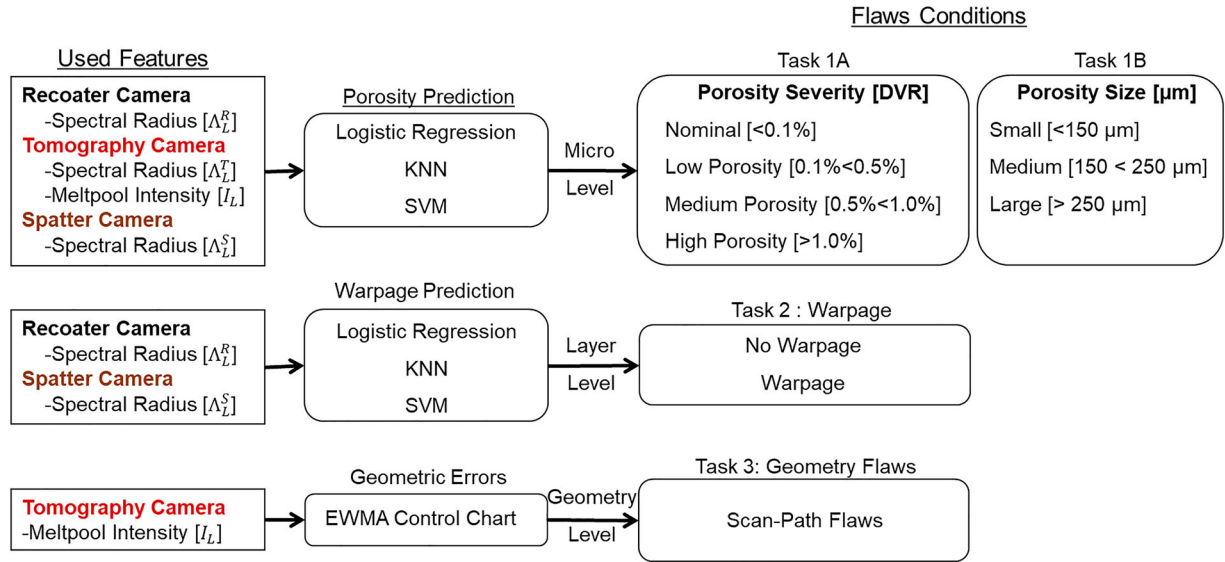 Flaws Conditions
Used Features
Recoater Camera
-Spectral Radius [Λ_L^R]
Tomography Camera
-Spectral Radius [Λ_L^T]
-Meltpool Intensity [I_L]
Spatter Camera
-Spectral Radius [Λ_L^S]
Porosity Prediction
Logistic Regression
KNN
SVM
Micro
Level
Task 1A
Porosity Severity [DVR]
Nominal [<0.1%]
Low Porosity [0.1%<0.5%]
Medium Porosity [0.5%<1.0%]
High Porosity [>1.0%]
Task 1B
Porosity Size [µm]
Small [<150 µm]
Medium [150 < 250 µm]
Large [> 250 µm]
Recoater Camera
-Spectral Radius [Λ_L^R]
Spatter Camera
-Spectral Radius [Λ_L^S]
Warpage Prediction
Logistic Regression
KNN
SVM
Layer
Level
Task 2 : Warpage
No Warpage
Warpage
Tomography Camera
-Meltpool Intensity [I_L]
Geometric Errors
EWMA Control Chart
Geometry
Level
Task 3: Geometry Flaws
Scan-Path Flaws